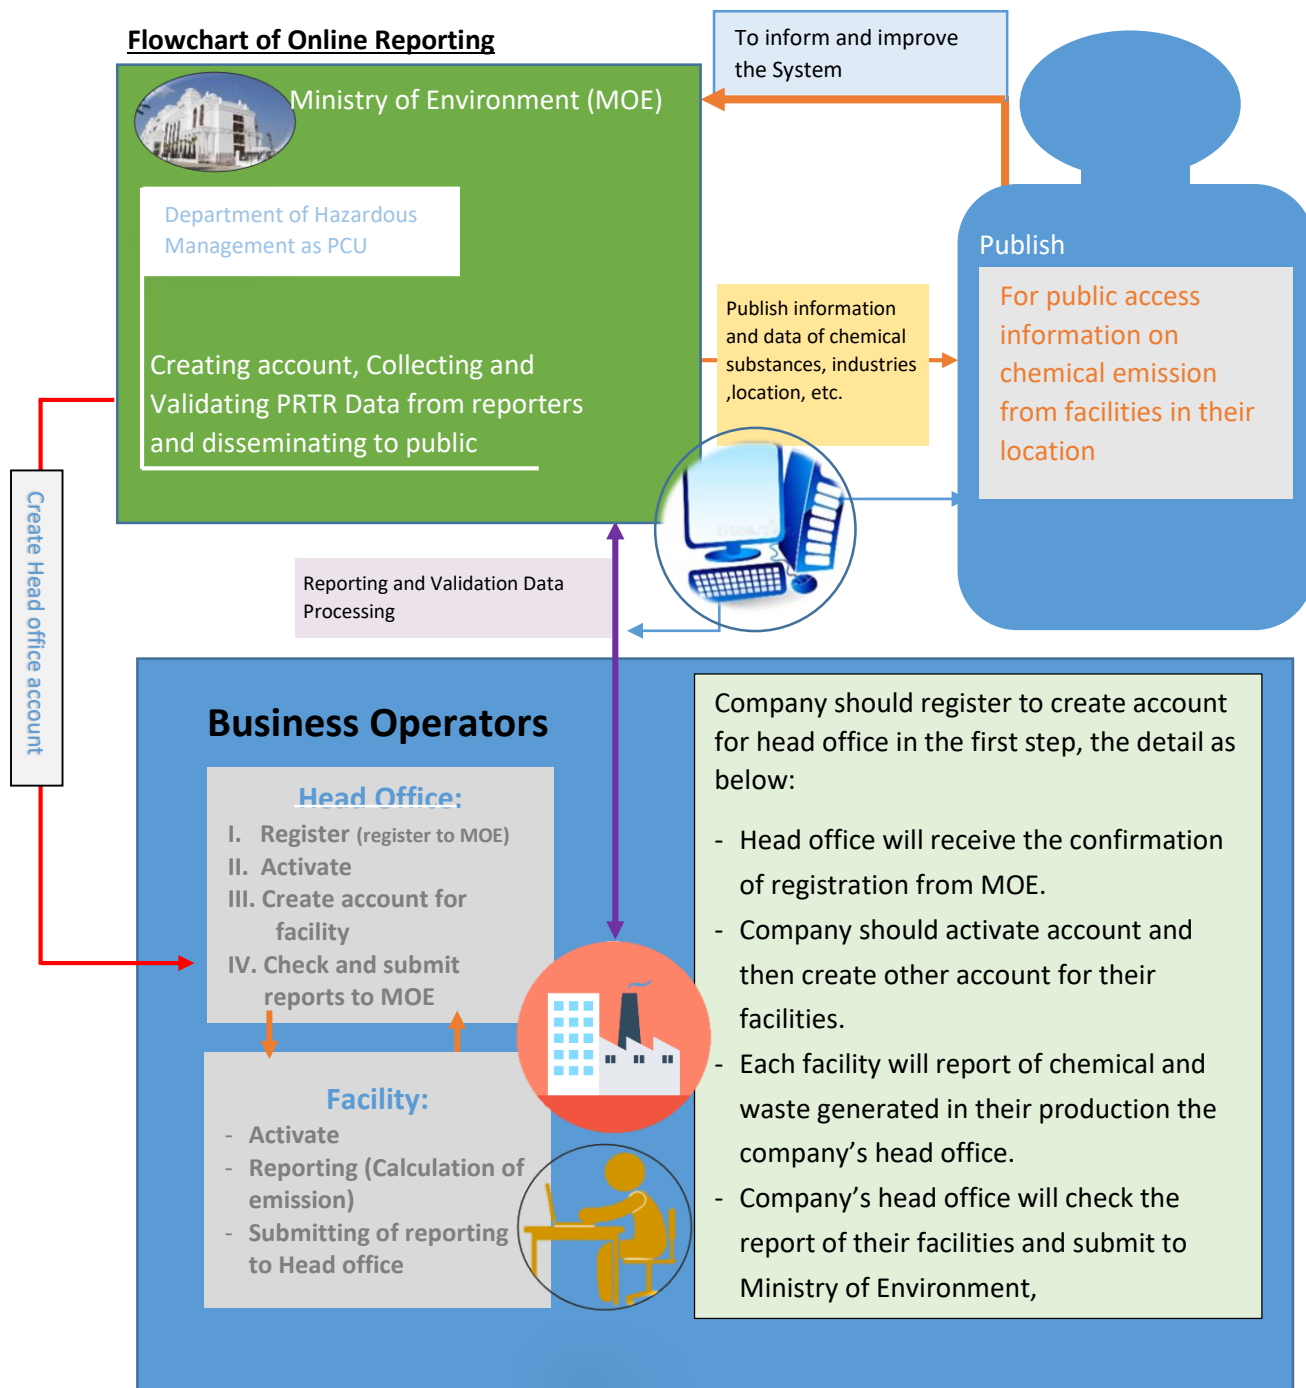 Flowchart of Online Reporting
To inform and improve
the System
Ministry of Environment (MOE)
Department of Hazardous
Management as PCU
Creating account, Collecting and
Validating PRTR Data from reporters
and disseminating to public
Publish information
and data of chemical
substances, industries
,location, etc.
Publish
For public access
information on
chemical emission
from facilities in their
location
Create Head office account
Reporting and Validation Data
Processing
Business Operators
Head Office:
I. Register (register to MOE)
II. Activate
III. Create account for
facility
IV. Check and submit
reports to MOE
Facility:
- Activate
- Reporting (Calculation of
emission)
- Submitting of reporting
to Head office
Company should register to create account
for head office in the first step, the detail as
below:
- Head office will receive the confirmation
of registration from MOE.
- Company should activate account and
then create other account for their
facilities.
- Each facility will report of chemical and
waste generated in their production the
company’s head office.
- Company’s head office will check the
report of their facilities and submit to
Ministry of Environment,